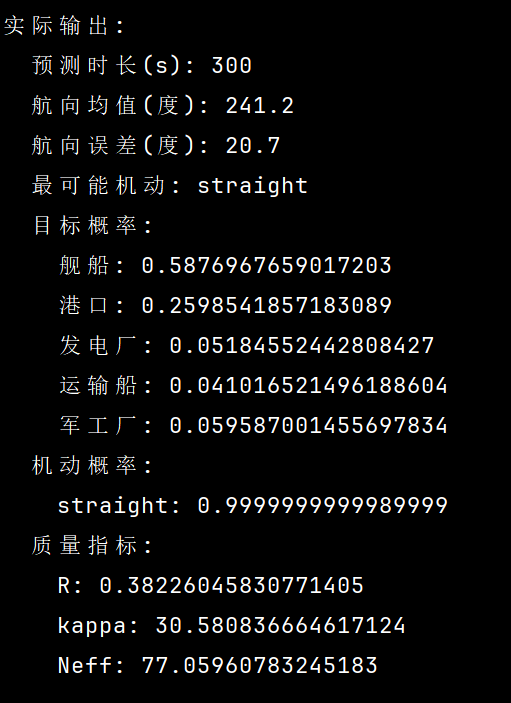 实际输出:
预测时长(s): 300
航向均值(度): 241.2
航向误差(度): 20.7
最可能机动: straight
目标概率:
舰船: 0.5876967659017203
港口: 0.2598541857183089
发电厂: 0.05184552442808427
运输船: 0.041016521496188604
军工厂: 0.059587001455697834
机动概率:
straight: 0.9999999999989999
质量指标:
R: 0.38226045830771405
kappa: 30.580836664617124
Neff: 77.05960783245183